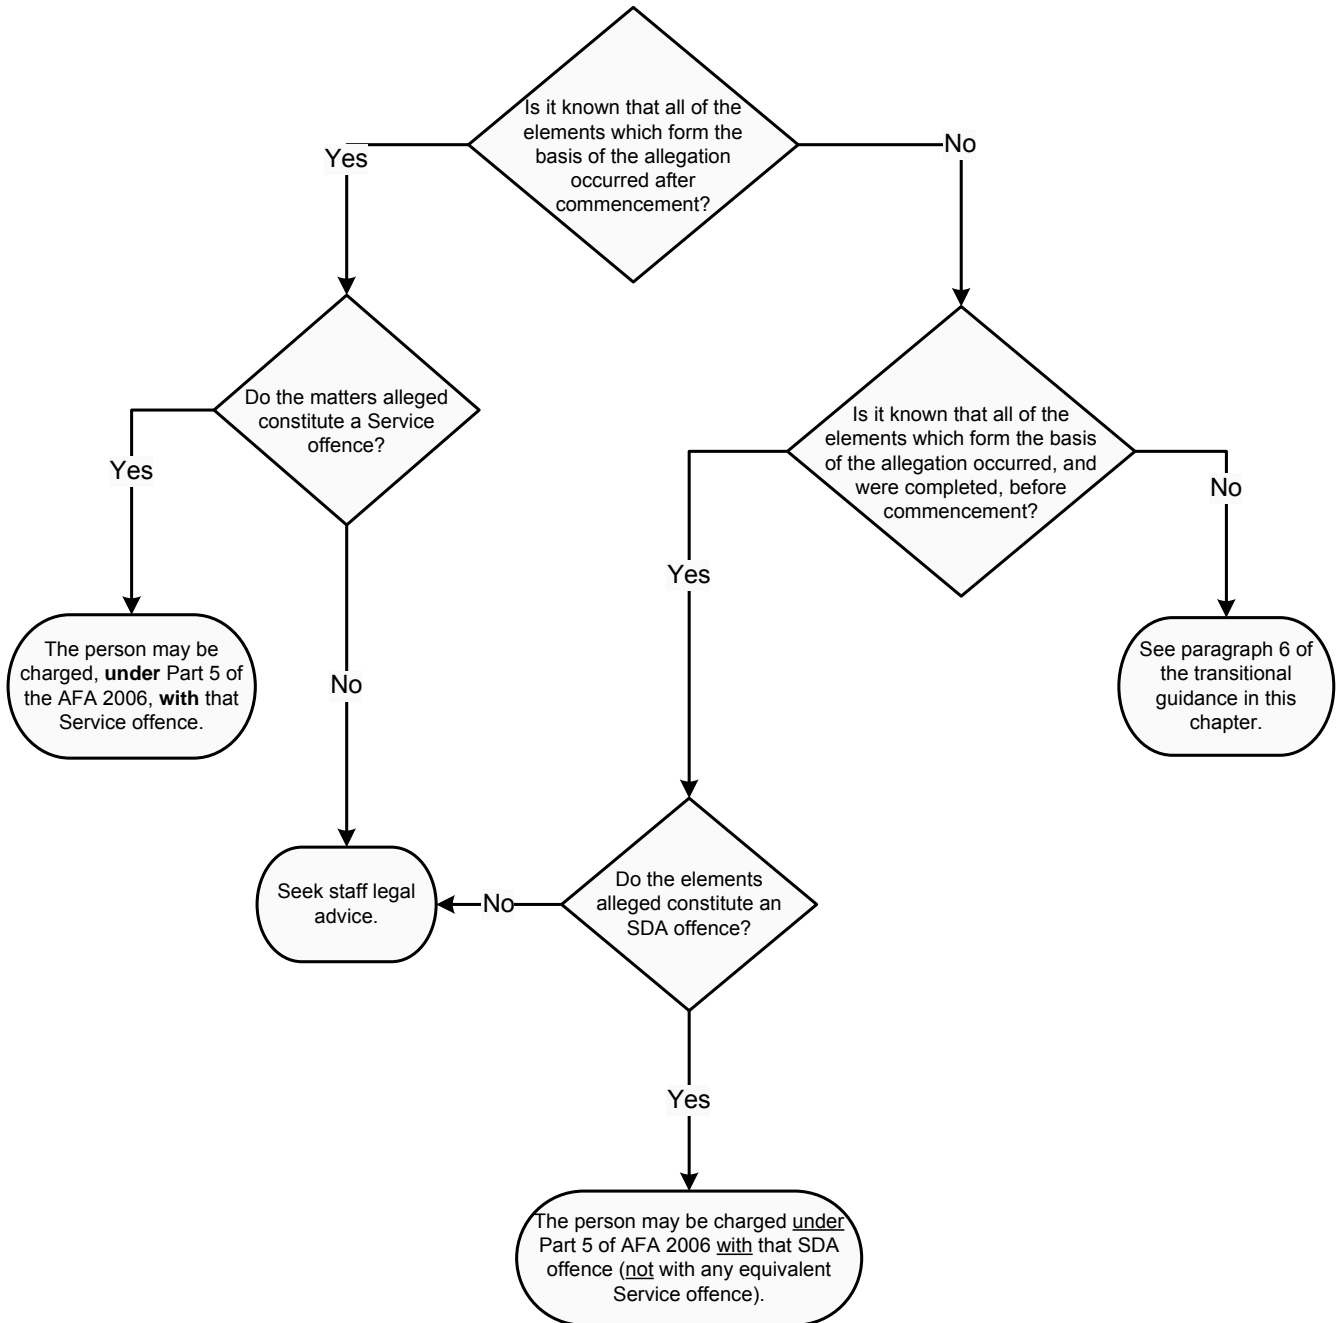 Is it known that all of the
elements which form the
basis of the allegation
occurred after
commencement?
Yes
No
Do the matters alleged
constitute a Service
offence?
Is it known that all of the
elements which form the basis
of the allegation occurred, and
were completed, before
commencement?
Yes
No
Yes
No
The person may be
charged, under Part 5 of
the AFA 2006, with that
Service offence.
See paragraph 6 of
the transitional
guidance in this
chapter.
Seek staff legal
advice.
No
Do the elements
alleged constitute an
SDA offence?
Yes
The person may be charged under
Part 5 of AFA 2006 with that SDA
offence (not with any equivalent
Service offence).